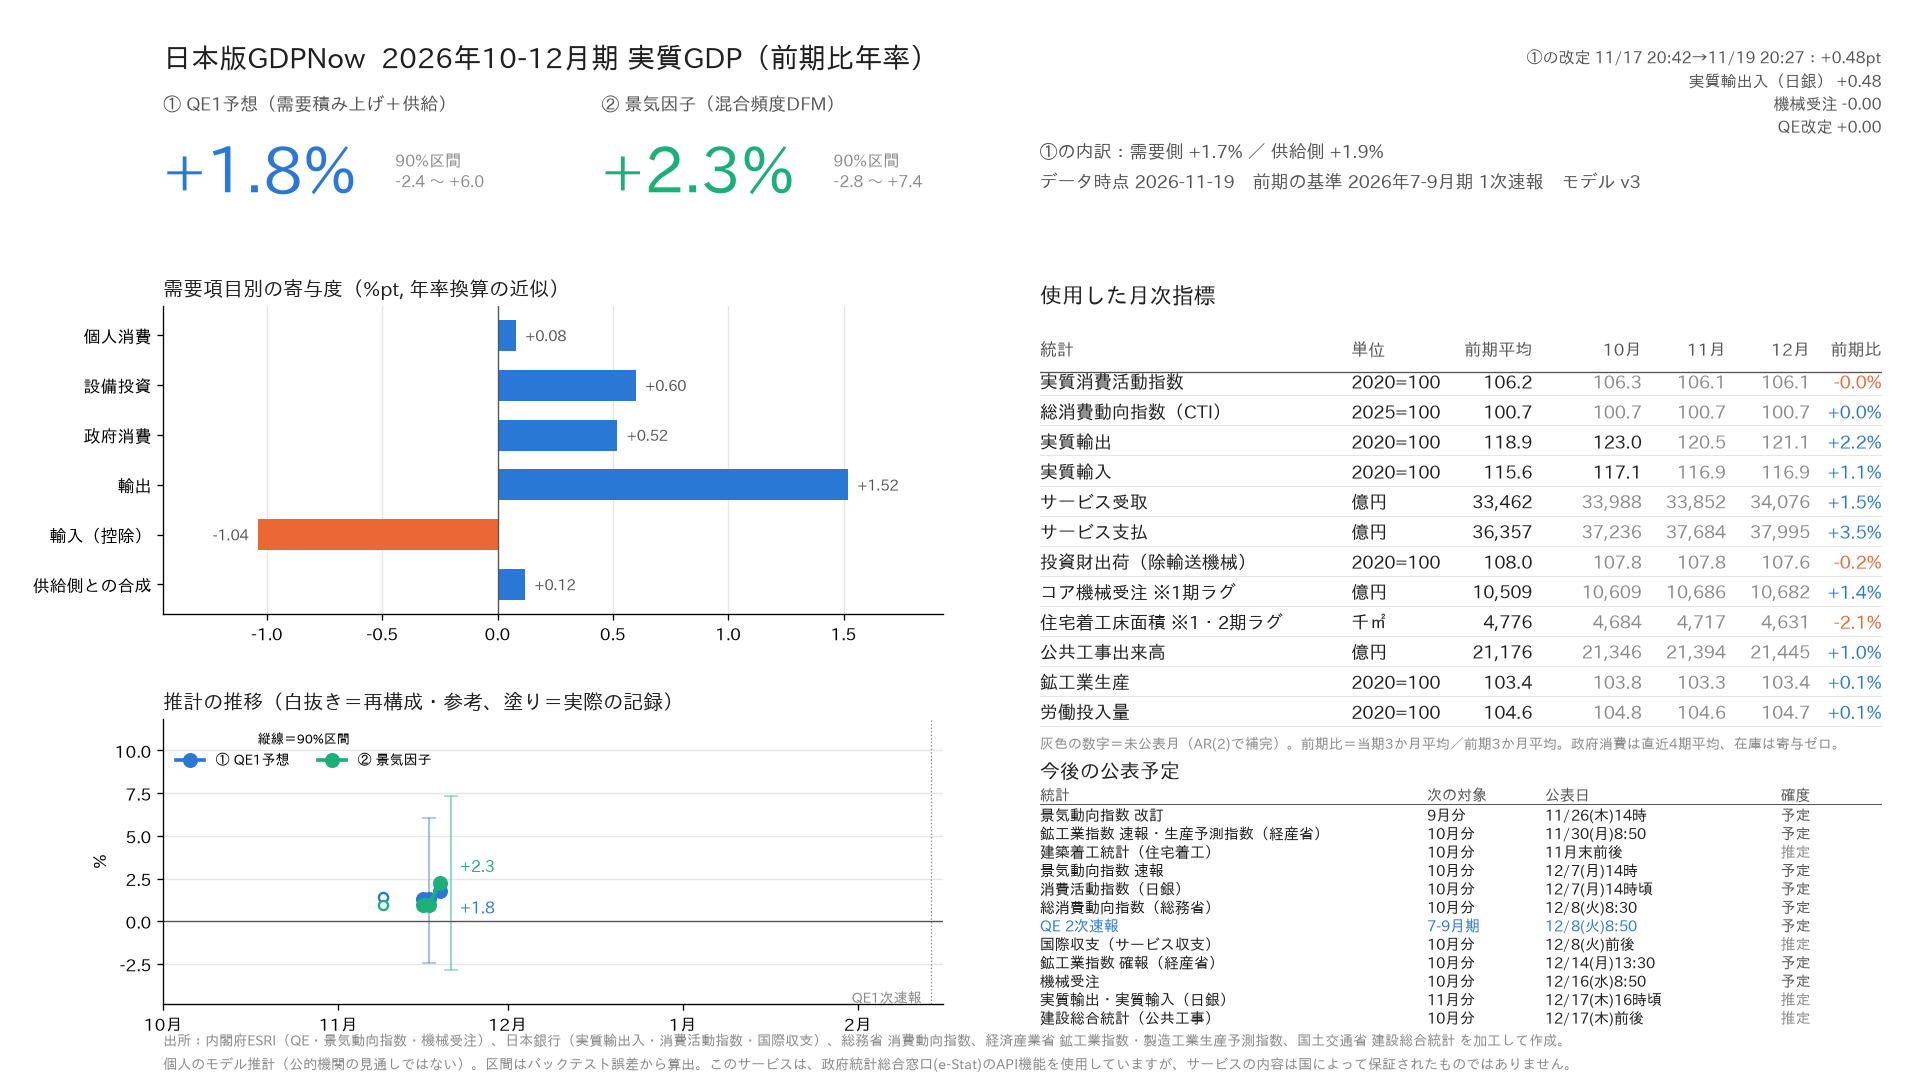 日本版GDPNow 2026年10-12月期 実質GDP（前期比年率）
①の改定 11/17 20:42→11/19 20:27：+0.48pt
実質輸出入（日銀） +0.48
機械受注 -0.00
QE改定 +0.00
① QE1予想（需要積み上げ＋供給）
+1.8%
90%区間
-2.4 ～ +6.0
② 景気因子（混合頻度DFM）
+2.3%
90%区間
-2.8 ～ +7.4
①の内訳：需要側 +1.7% ／ 供給側 +1.9%
データ時点 2026-11-19　前期の基準 2026年7-9月期 1次速報　モデル v3
需要項目別の寄与度（%pt, 年率換算の近似）
個人消費 +0.08
設備投資 +0.60
政府消費 +0.52
輸出 +1.52
輸入（控除） -1.04
供給側との合成 +0.12
-1.0 -0.5 0.0 0.5 1.0 1.5
推計の推移（白抜き＝再構成・参考、塗り＝実際の記録）
縦線＝90%区間
① QE1予想 ② 景気因子
10.0
7.5
5.0
2.5
0.0
-2.5
%
+2.3
+1.8
QE1次速報
10月 11月 12月 1月 2月
使用した月次指標
統計 単位 前期平均 10月 11月 12月 前期比
実質消費活動指数 2020=100 106.2 106.3 106.1 106.1 -0.0%
総消費動向指数（CTI） 2025=100 100.7 100.7 100.7 100.7 +0.0%
実質輸出 2020=100 118.9 123.0 120.5 121.1 +2.2%
実質輸入 2020=100 115.6 117.1 116.9 116.9 +1.1%
サービス受取 億円 33,462 33,988 33,852 34,076 +1.5%
サービス支払 億円 36,357 37,236 37,684 37,995 +3.5%
投資財出荷（除輸送機械） 2020=100 108.0 107.8 107.8 107.6 -0.2%
コア機械受注 ※1期ラグ 億円 10,509 10,609 10,686 10,682 +1.4%
住宅着工床面積 ※1・2期ラグ 千㎡ 4,776 4,684 4,717 4,631 -2.1%
公共工事出来高 億円 21,176 21,346 21,394 21,445 +1.0%
鉱工業生産 2020=100 103.4 103.8 103.3 103.4 +0.1%
労働投入量 2020=100 104.6 104.8 104.6 104.7 +0.1%
灰色の数字＝未公表月（AR(2)で補完）。前期比＝当期3か月平均／前期3か月平均。政府消費は直近4期平均、在庫は寄与ゼロ。
今後の公表予定
統計 次の対象 公表日 確度
景気動向指数 改訂 9月分 11/26(木)14時 予定
鉱工業指数 速報・生産予測指数（経産省） 10月分 11/30(月)8:50 予定
建築着工統計（住宅着工） 10月分 11月末前後 推定
景気動向指数 速報 10月分 12/7(月)14時 予定
消費活動指数（日銀） 10月分 12/7(月)14時頃 予定
総消費動向指数（総務省） 10月分 12/8(火)8:30 予定
QE 2次速報 7-9月期 12/8(火)8:50 予定
国際収支（サービス収支） 10月分 12/8(火)前後 推定
鉱工業指数 確報（経産省） 10月分 12/14(月)13:30 予定
機械受注 10月分 12/16(水)8:50 予定
実質輸出・実質輸入（日銀） 11月分 12/17(木)16時頃 推定
建設総合統計（公共工事） 10月分 12/17(木)前後 推定
出所：内閣府ESRI（QE・景気動向指数・機械受注）、日本銀行（実質輸出入・消費活動指数・国際収支）、総務省 消費動向指数、経済産業省 鉱工業指数・製造工業生産予測指数、国土交通省 建設総合統計 を加工して作成。
個人のモデル推計（公的機関の見通しではない）。区間はバックテスト誤差から算出。このサービスは、政府統計総合窓口(e-Stat)のAPI機能を使用していますが、サービスの内容は国によって保証されたものではありません。